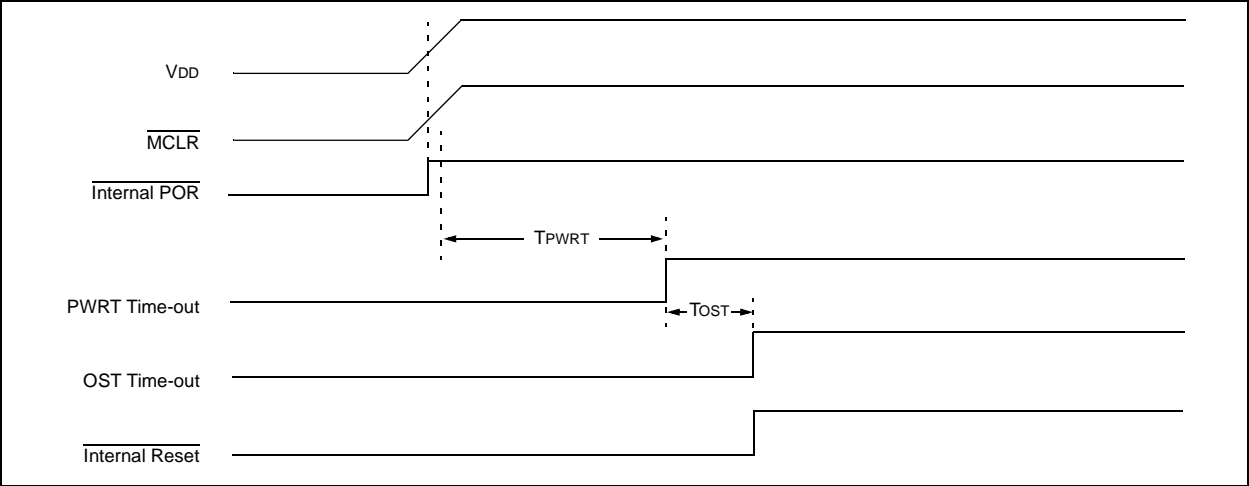 VDD
MCLR
Internal POR
TPWRT
PWRT Time-out
TOST
OST Time-out
Internal Reset